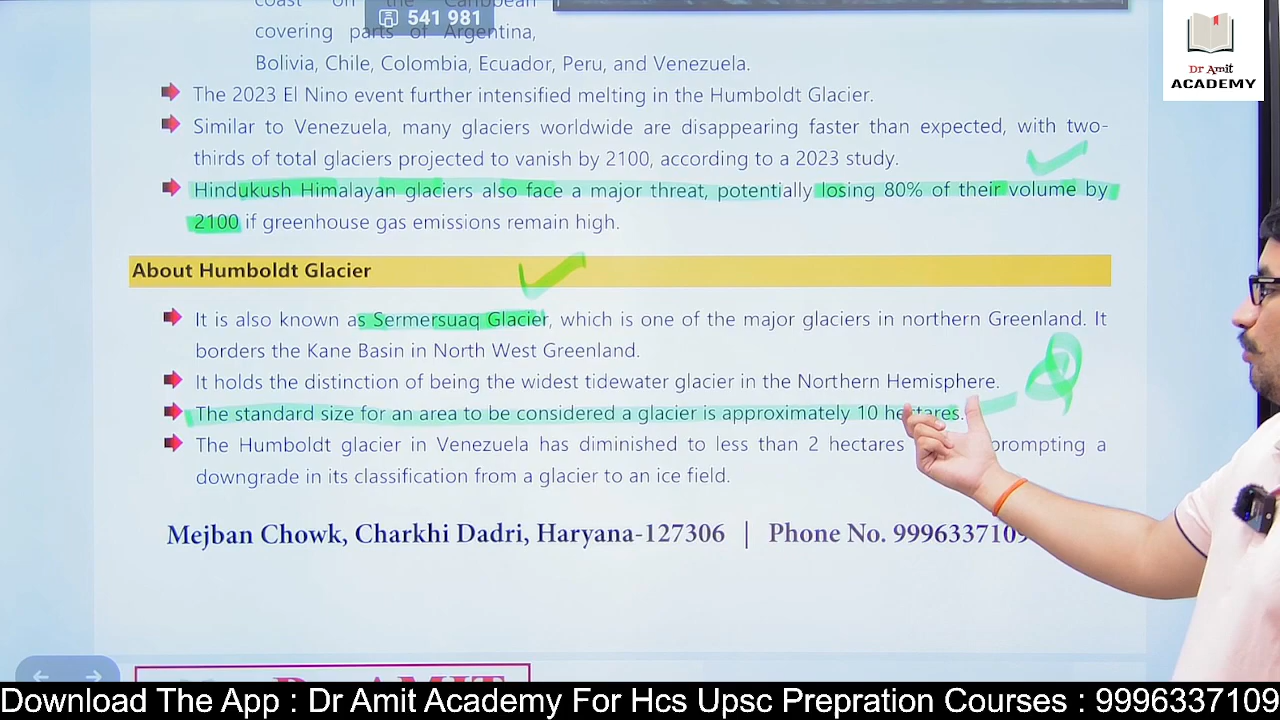 coast on the Caribbean
541 981
covering parts of Argentina,
Bolivia, Chile, Colombia, Ecuador, Peru, and Venezuela.
The 2023 El Nino event further intensified melting in the Humboldt Glacier.
Similar to Venezuela, many glaciers worldwide are disappearing faster than expected, with two-
thirds of total glaciers projected to vanish by 2100, according to a 2023 study.
Hindukush Himalayan glaciers also face a major threat, potentially losing 80% of their volume by
2100 if greenhouse gas emissions remain high.
Dr Amit
ACADEMY
About Humboldt Glacier
It is also known as Sermersuaq Glacier, which is one of the major glaciers in northern Greenland. It
borders the Kane Basin in North West Greenland.
It holds the distinction of being the widest tidewater glacier in the Northern Hemisphere.
The standard size for an area to be considered a glacier is approximately 10 hectares.
The Humboldt glacier in Venezuela has diminished to less than 2 hectares prompting a
downgrade in its classification from a glacier to an ice field.
Mejban Chowk, Charkhi Dadri, Haryana-127306 | Phone No. 9996337109
Dr AMIT
Download The App : Dr Amit Academy For Hcs Upsc Prepration Courses : 9996337109